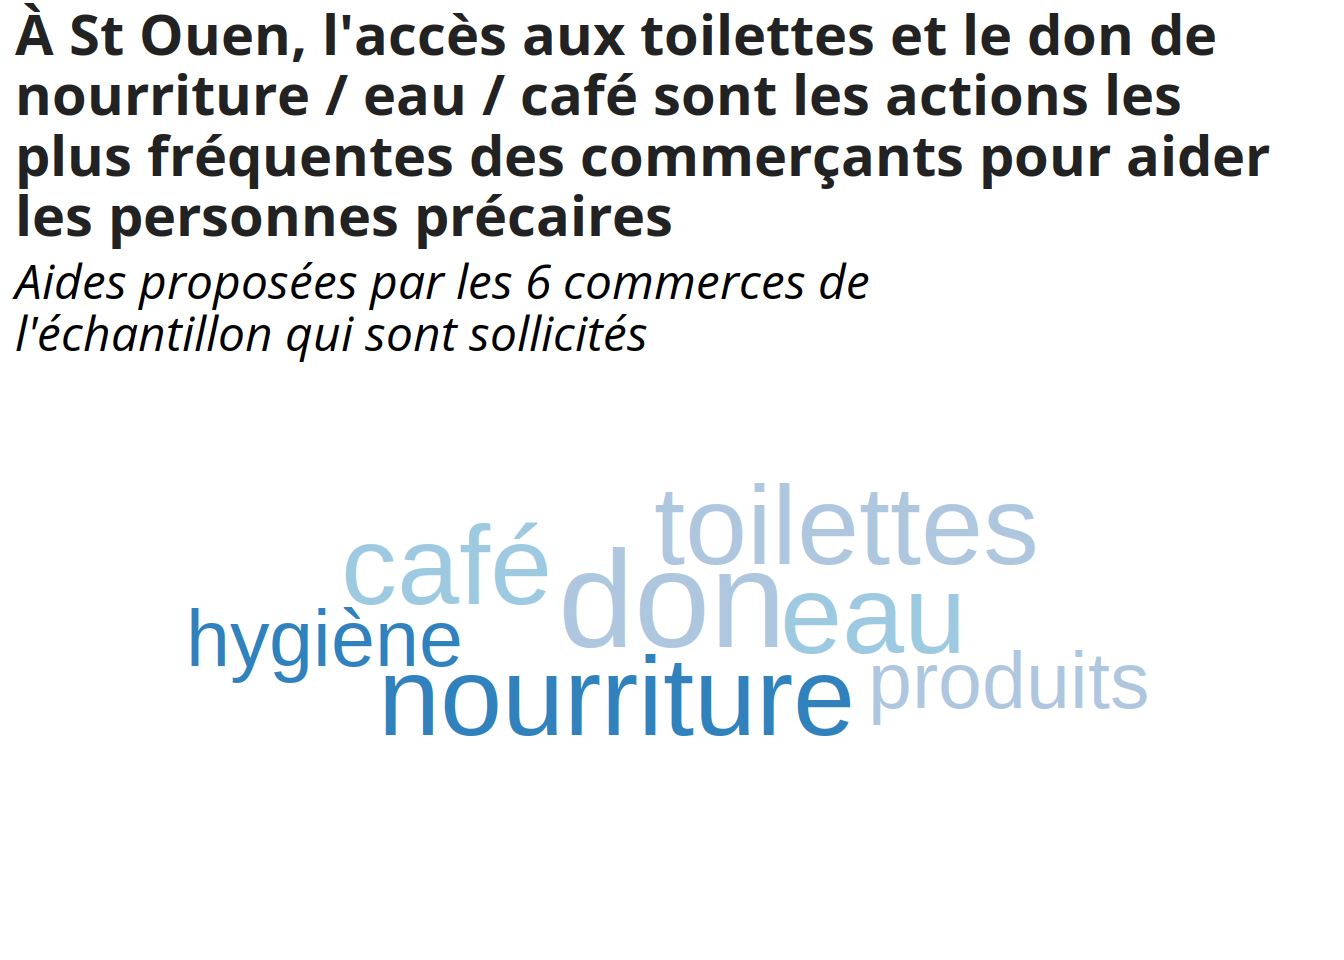 À St Ouen, l'accès aux toilettes et le don de
nourriture / eau / café sont les actions les
plus fréquentes des commerçants pour aider
les personnes précaires
Aides proposées par les 6 commerces de
l'échantillon qui sont sollicités
toilettes
café
don
eau
hygiène
produits
nourriture